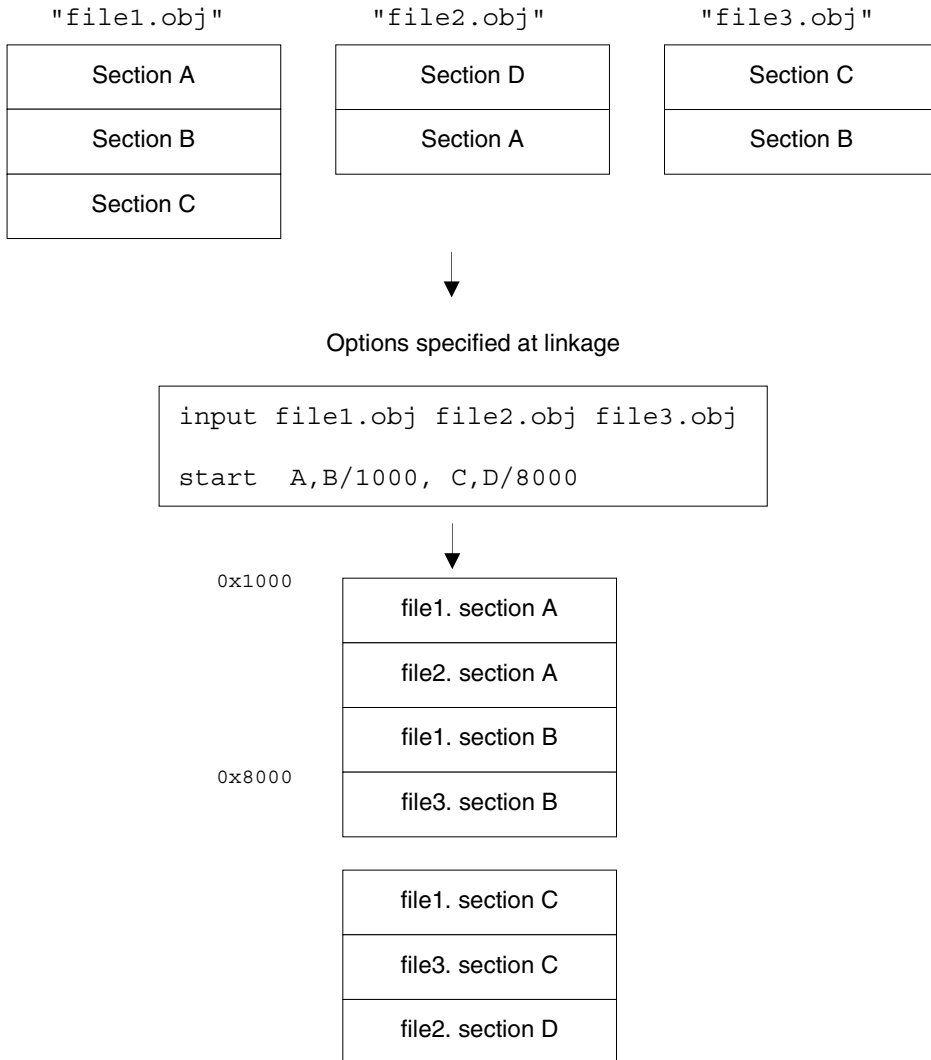 "file1.obj" "file2.obj" "file3.obj"
Section A Section D Section C
Section B Section A Section B
Section C
Options specified at linkage
input file1.obj file2.obj file3.obj
start A,B/1000, C,D/8000
0x1000
file1. section A
file2. section A
file1. section B
0x8000
file3. section B
file1. section C
file3. section C
file2. section D